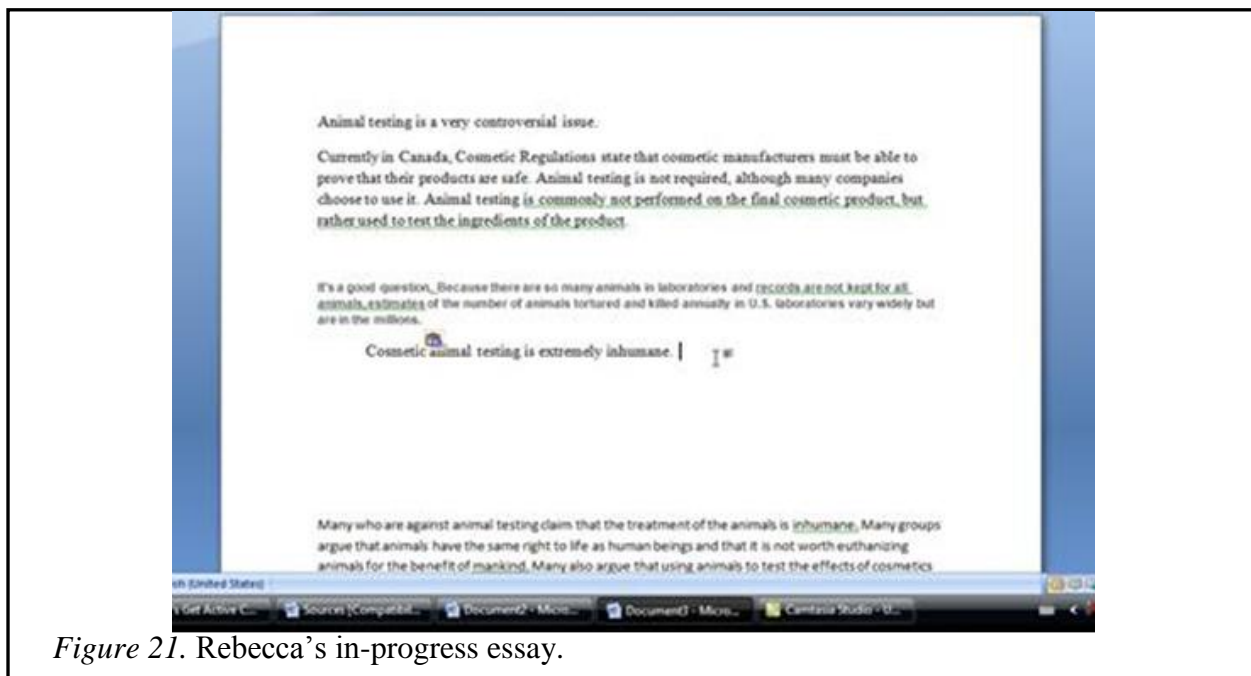 Animal testing is a very controversial issue.
Currently in Canada, Cosmetic Regulations state that cosmetic manufacturers must be able to
prove that their products are safe. Animal testing is not required, although many companies
choose to use it. Animal testing is commonly not performed on the final cosmetic product, but
rather used to test the ingredients of the product.
It's a good question. Because there are so many animals in laboratories and records are not kept for all
animals, estimates of the number of animals tortured and killed annually in U.S. laboratories vary widely but
are in the millions.
Cosmetic animal testing is extremely inhumane.
Many who are against animal testing claim that the treatment of the animals is inhumane. Many groups
argue that animals have the same right to life as human beings and that it is not worth euthanizing
animals for the benefit of mankind. Many also argue that using animals to test the effects of cosmetics
(United States)
Get Active C... Sources [Compatibil... Document2 - Micro... Document3 - Micro... Camtasia Studio - U...
Figure 21. Rebecca's in-progress essay.